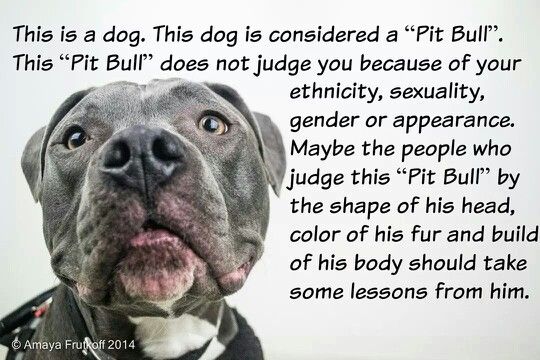 This is a dog. This dog is considered a “Pit Bull”.
This “Pit Bull” does not judge you because of your
ethnicity, sexuality,
gender or appearance.
Maybe the people who
judge this “Pit Bull” by
the shape of his head,
color of his fur and build
of his body should take
some lessons from him.
© Amaya Frutkoff 2014